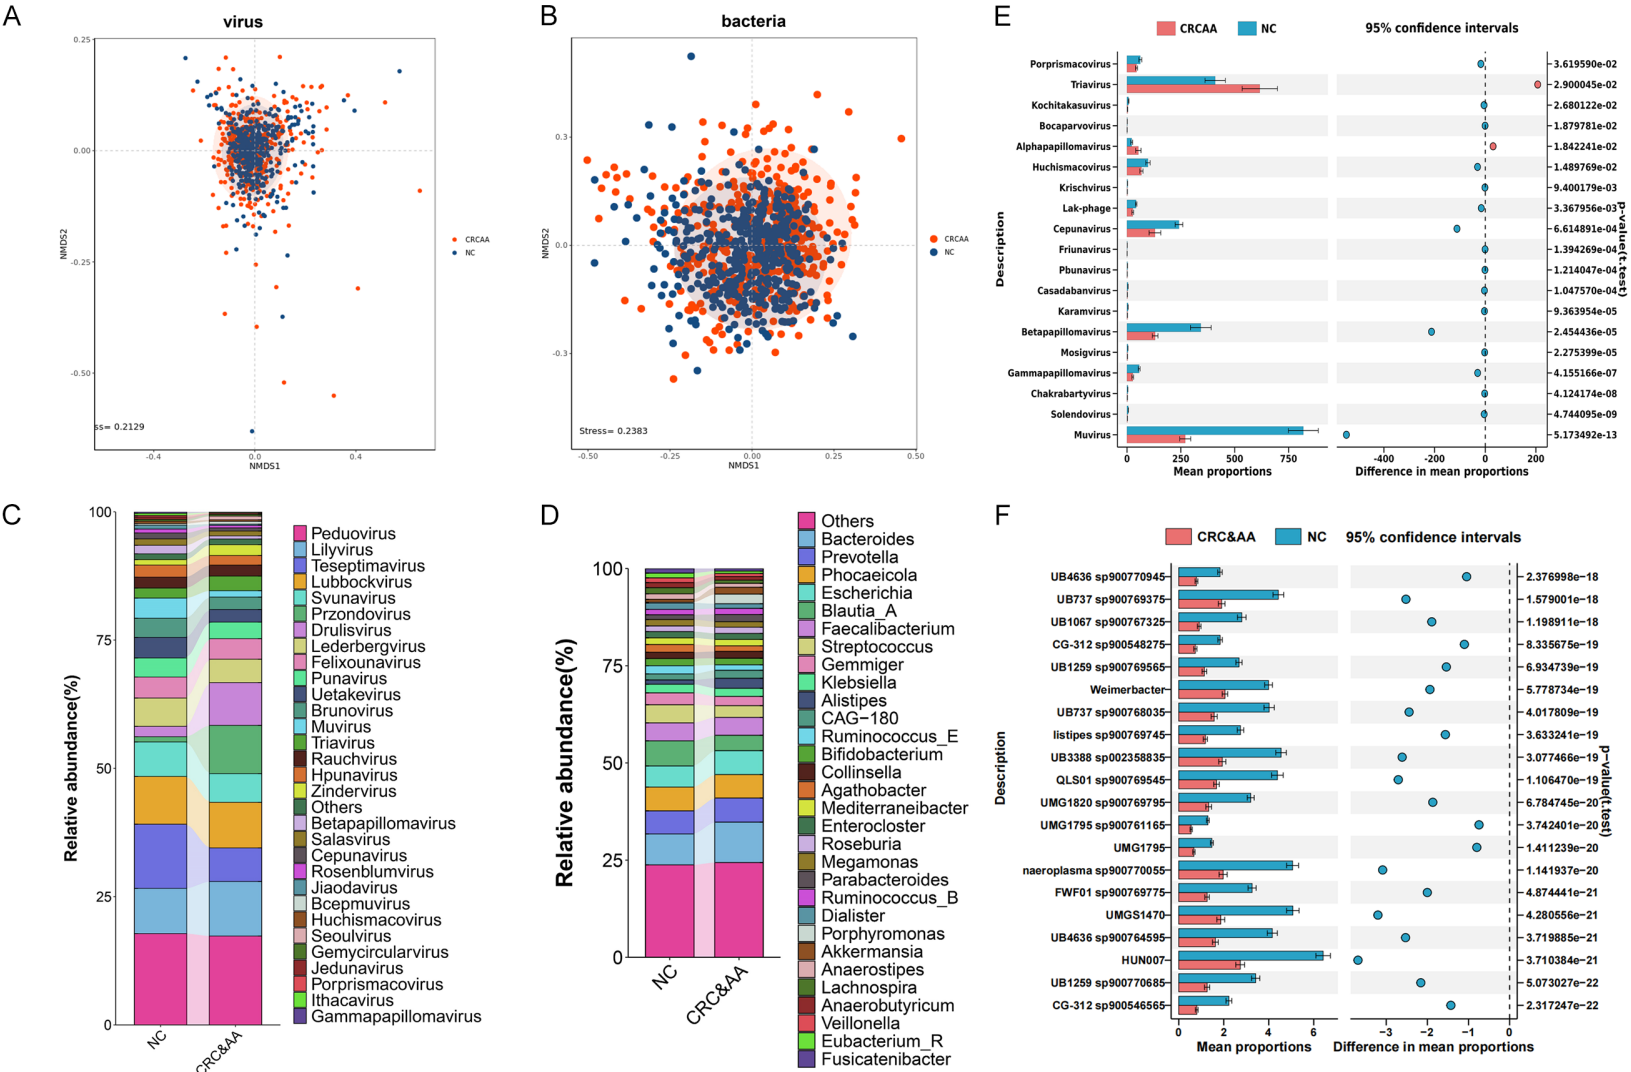 A
virus
0.25
0.00
-0.25
-0.50
NMDS2
ss= 0.2129
-0.4
0.0
0.4
NMDS1
CRCAA
NC
B
bacteria
0.3
0.0
-0.3
NMDS2
Stress= 0.2383
-0.50
-0.25
0.00
0.25
0.50
NMDS1
CRCAA
NC
E
CRCAA
NC
95% confidence intervals
Description
Porprismacovirus
3.619590e-02
Triavirus
2.900045e-02
Kochitakasuvirus
2.680122e-02
Bocaparvovirus
1.879781e-02
Alphapapillomavirus
1.842241e-02
Huchismacovirus
1.489769e-02
Krischvirus
9.400179e-03
Lak-phage
3.367956e-03
Cepunavirus
6.614891e-04
Friunavirus
1.394269e-04
Pbunavirus
1.214047e-04
Casadabanvirus
1.047570e-04
Karamvirus
9.363954e-05
Betapapillomavirus
2.454436e-05
Mosigvirus
2.275399e-05
Gammapapillomavirus
4.155166e-07
Chakrabartyvirus
4.124174e-08
Solendovirus
4.744095e-09
Muvirus
5.173492e-13
p-value(t.test)
0
250
500
750
Mean proportions
-400
-200
0
200
Difference in mean proportions
C
Relative abundance(%)
100
75
50
25
0
NC
CRC&AA
Peduovirus
Lilyvirus
Teseptimavirus
Lubbockvirus
Svunavirus
Przondovirus
Drulisvirus
Lederbergvirus
Felixounavirus
Punavirus
Uetakevirus
Brunovirus
Muvirus
Triavirus
Rauchvirus
Hpunavirus
Zindervirus
Others
Betapapillomavirus
Salasvirus
Cepunavirus
Rosenblumvirus
Jiaodavirus
Bcepmuvirus
Huchismacovirus
Seoulvirus
Gemycircularvirus
Jedunavirus
Porprismacovirus
Ithacavirus
Gammapapillomavirus
D
Relative abundance(%)
100
75
50
25
0
NC
CRC&AA
Others
Bacteroides
Prevotella
Phocaeicola
Escherichia
Blautia_A
Faecalibacterium
Streptococcus
Gemmiger
Klebsiella
Alistipes
CAG−180
Ruminococcus_E
Bifidobacterium
Collinsella
Agathobacter
Mediterraneibacter
Enterocloster
Roseburia
Megamonas
Parabacteroides
Ruminococcus_B
Dialister
Porphyromonas
Akkermansia
Anaerostipes
Lachnospira
Anaerobutyricum
Veillonella
Eubacterium_R
Fusicatenibacter
F
CRC&AA
NC
95% confidence intervals
Description
UB4636 sp900770945
2.376998e−18
UB737 sp900769375
1.579001e−18
UB1067 sp900767325
1.198911e−18
CG-312 sp900548275
8.335675e−19
UB1259 sp900769565
6.934739e−19
Weimerbacter
5.778734e−19
UB737 sp900768035
4.017809e−19
listipes sp900769745
3.633241e−19
UB3388 sp002358835
3.077466e−19
QLS01 sp900769545
1.106470e−19
UMG1820 sp900769795
6.784745e−20
UMG1795 sp900761165
3.742401e−20
UMG1795
1.411239e−20
naeroplasma sp900770055
1.141937e−20
FWF01 sp900769775
4.874441e−21
UMGS1470
4.280556e−21
UB4636 sp900764595
3.719885e−21
HUN007
3.710384e−21
UB1259 sp900770685
5.073027e−22
CG-312 sp900546565
2.317247e−22
p-value(t.test)
0
2
4
6
Mean proportions
−3
−2
−1
0
Difference in mean proportions